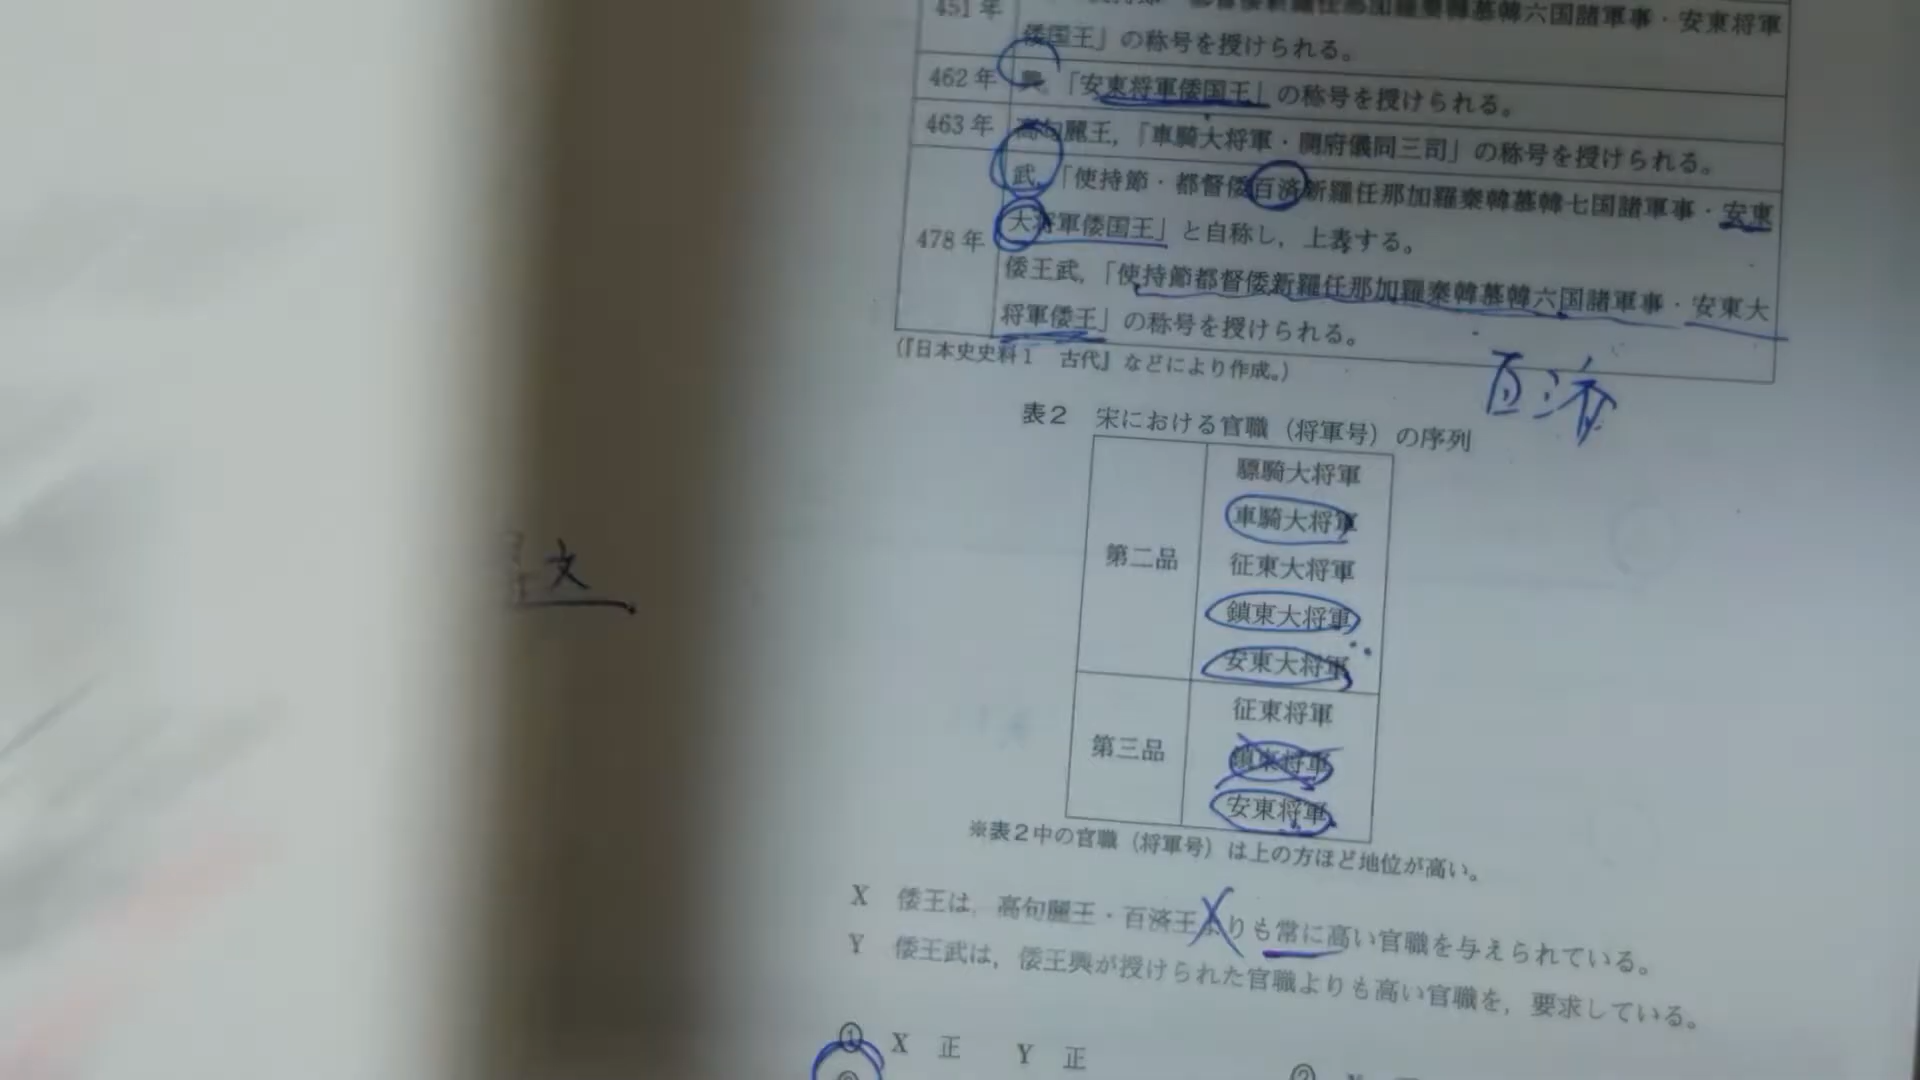 451年
六国諸軍事・安東将軍
倭国王」の称号を授けられる。
462年 興,「安東将軍倭国王」の称号を授けられる。
463年 高句麗王,「車騎大将軍・開府儀同三司」の称号を授けられる。
478年 武,「使持節・都督倭百済新羅任那加羅秦韓慕韓七国諸軍事・安東
大将軍倭国王」と自称し,上表する。
倭王武,「使持節都督倭新羅任那加羅秦韓慕韓六国諸軍事・安東大
将軍倭王」の称号を授けられる。
(『日本史史料1 古代』などにより作成。)
百済
表2 宋における官職(将軍号)の序列
第二品
驃騎大将軍
車騎大将軍
征東大将軍
鎮東大将軍
安東大将軍
第三品
征東将軍
鎮東将軍
安東将軍
※表2中の官職(将軍号)は上の方ほど地位が高い。
X 倭王は,高句麗王・百済王よりも常に高い官職を与えられている。
Y 倭王武は,倭王興が授けられた官職よりも高い官職を,要求している。
① X 正 Y 正
文